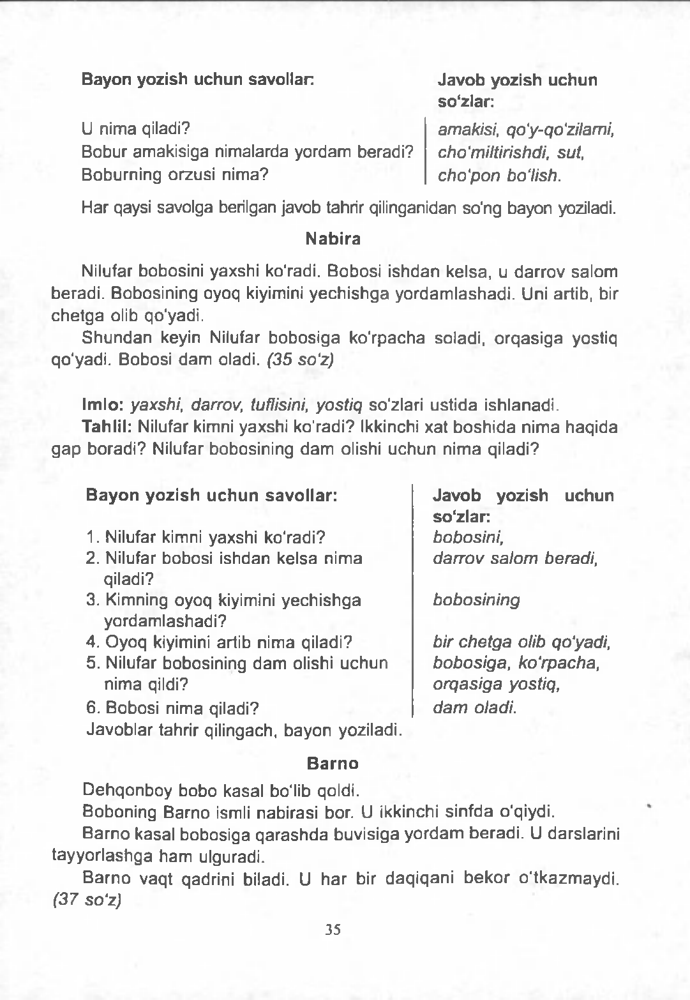 Bayon yozish uchun savollar:
Javob yozish uchun
so‘zlar:
U nima qiladi?
Bobur amakisiga nimalarda yordam beradi?
Boburning orzusi nima?
amakisi, qo‘y-qo‘zilarni,
cho‘miltirishdi, sut,
cho‘pon bo‘lish.
Har qaysi savolga berilgan javob tahrir qilinganidan so‘ng bayon yoziladi.
Nabira
Nilufar bobosini yaxshi ko‘radi. Bobosi ishdan kelsa, u darrov salom
beradi. Bobosining oyoq kiyimini yechishga yordamlashadi. Uni artib, bir
chetga olib qo‘yadi.
Shundan keyin Nilufar bobosiga ko‘rpacha soladi, orqasiga yostiq
qo‘yadi. Bobosi dam oladi. (35 so‘z)
Imlo: yaxshi, darrov, tuflisini, yostiq so‘zlari ustida ishlanadi.
Tahlil: Nilufar kimni yaxshi ko‘radi? Ikkinchi xat boshida nima haqida
gap boradi? Nilufar bobosining dam olishi uchun nima qiladi?
Bayon yozish uchun savollar:
1. Nilufar kimni yaxshi ko‘radi?
2. Nilufar bobosi ishdan kelsa nima
qiladi?
3. Kimning oyoq kiyimini yechishga
yordamlashadi?
4. Oyoq kiyimini artib nima qiladi?
5. Nilufar bobosining dam olishi uchun
nima qildi?
6. Bobosi nima qiladi?
Javob yozish uchun
so‘zlar:
bobosini,
darrov salom beradi,
bobosining
bir chetga olib qo‘yadi,
bobosiga, ko‘rpacha,
orqasiga yostiq,
dam oladi.
Javoblar tahrir qilingach, bayon yoziladi.
Barno
Dehqonboy bobo kasal bo‘lib qoldi.
Boboning Barno ismli nabirasi bor. U ikkinchi sinfda o‘qiydi.
Barno kasal bobosiga qarashda buvisiga yordam beradi. U darslarini
tayyorlashga ham ulguradi.
Barno vaqt qadrini biladi. U har bir daqiqani bekor o‘tkazmaydi.
(37 so‘z)
35